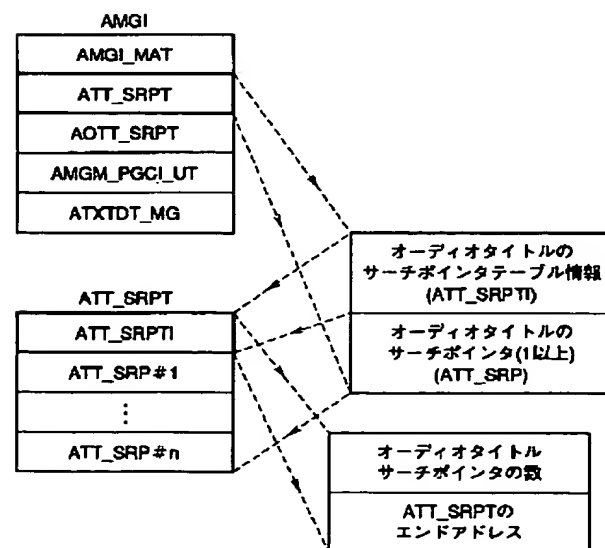 AMGI
AMGI_MAT
ATT_SRPT
AOTT_SRPT
AMGM_PGCI_UT
ATXTDT_MG
オーディオタイトルの
サーチポインタテーブル情報
(ATT_SRPTI)
オーディオタイトルの
サーチポインタ(1以上)
(ATT_SRP)
ATT_SRPT
ATT_SRPTI
ATT_SRP#1
⋮
ATT_SRP#n
オーディオタイトル
サーチポインタの数
ATT_SRPTの
エンドアドレス